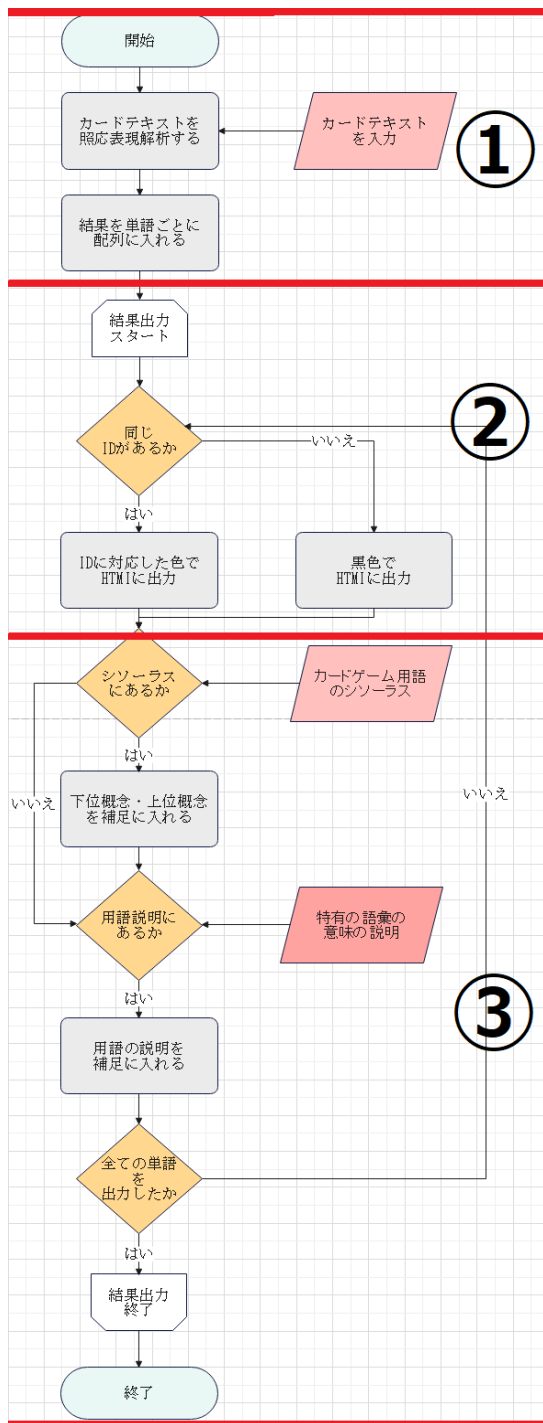 開始
カードテキストを
照応表現解析する
カードテキスト
を入力
①
結果を単語ごとに
配列に入れる
結果出力
スタート
②
同じ
IDがあるか
いいえ
はい
IDに対応した色で
HTMlに出力
黒色で
HTMlに出力
シソーラス
にあるか
カードゲーム用語
のシソーラス
はい
いいえ
いいえ
下位概念・上位概念
を補足に入れる
用語説明に
あるか
特有の語彙の
意味の説明
はい
③
用語の説明を
補足に入れる
全ての単語
を
出力したか
はい
結果出力
終了
終了